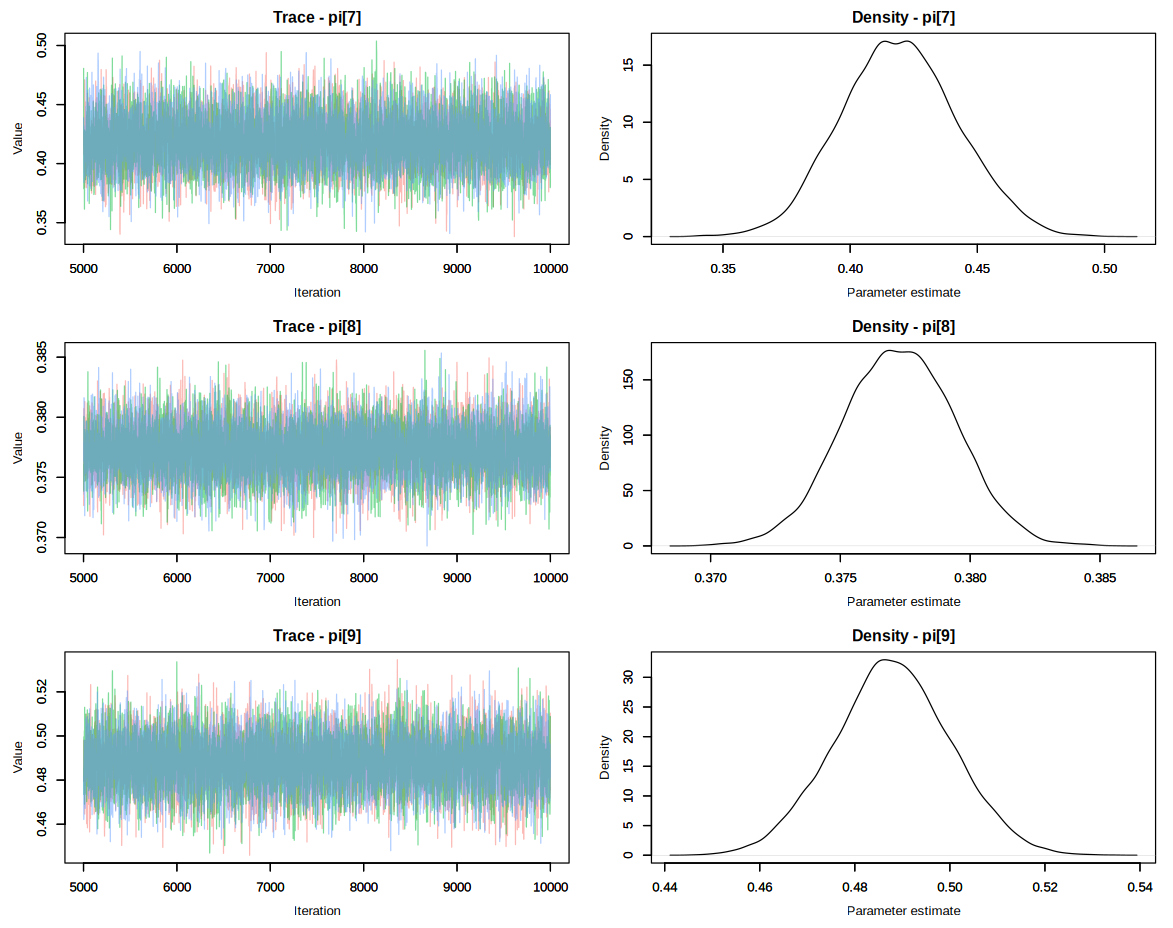 Trace - pi[7]
Value
0.50
0.45
0.40
0.35
5000 6000 7000 8000 9000 10000
Iteration
Density - pi[7]
Density
15
10
5
0
0.35 0.40 0.45 0.50
Parameter estimate
Trace - pi[8]
Value
0.385
0.380
0.375
0.370
5000 6000 7000 8000 9000 10000
Iteration
Density - pi[8]
Density
150
100
50
0
0.370 0.375 0.380 0.385
Parameter estimate
Trace - pi[9]
Value
0.52
0.50
0.48
0.46
5000 6000 7000 8000 9000 10000
Iteration
Density - pi[9]
Density
30
25
20
15
10
5
0
0.44 0.46 0.48 0.50 0.52 0.54
Parameter estimate